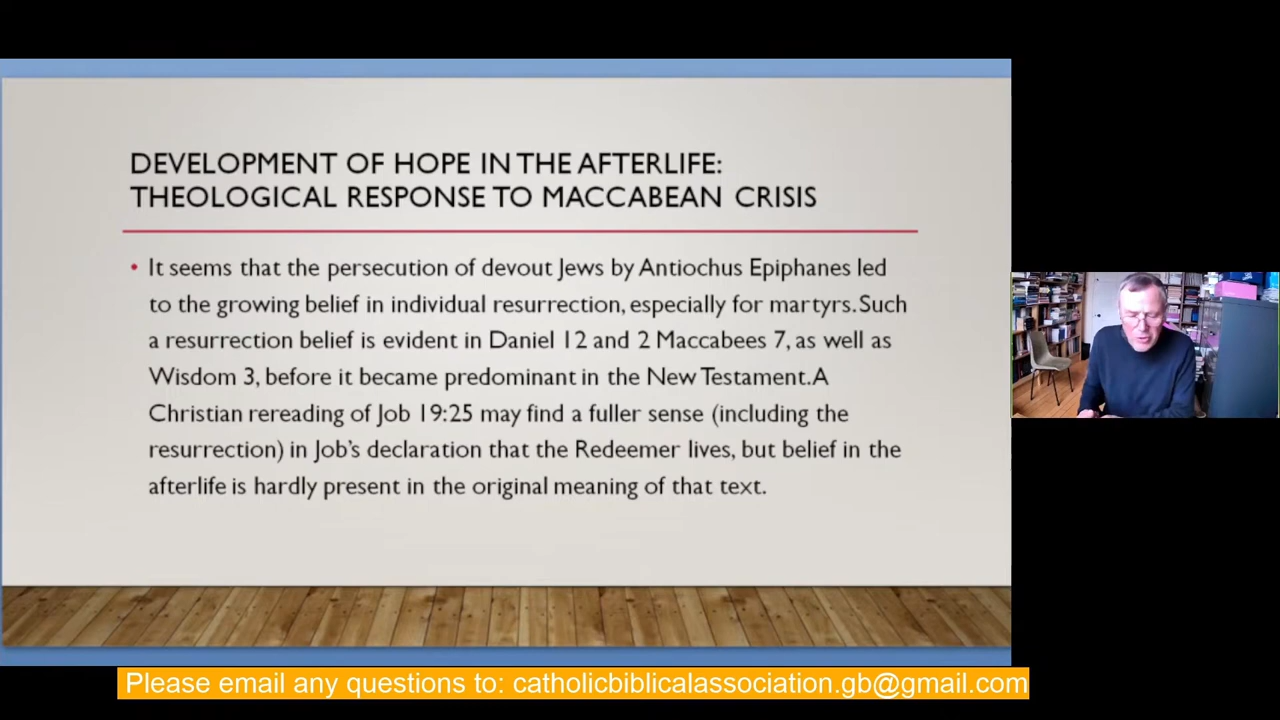 DEVELOPMENT OF HOPE IN THE AFTERLIFE:
THEOLOGICAL RESPONSE TO MACCABEAN CRISIS
• It seems that the persecution of devout Jews by Antiochus Epiphanes led
to the growing belief in individual resurrection, especially for martyrs. Such
a resurrection belief is evident in Daniel 12 and 2 Maccabees 7, as well as
Wisdom 3, before it became predominant in the New Testament. A
Christian rereading of Job 19:25 may find a fuller sense (including the
resurrection) in Job's declaration that the Redeemer lives, but belief in the
afterlife is hardly present in the original meaning of that text.
Please email any questions to: catholicbiblicalassociation.gb@gmail.com